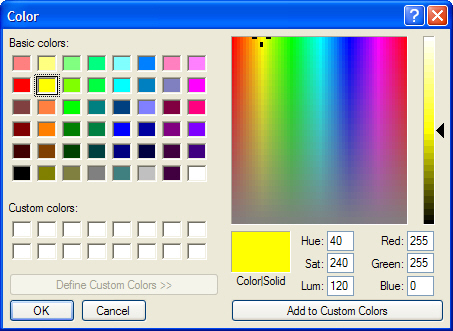 Color
Basic colors:
Custom colors:
Define Custom Colors >>
OK Cancel
Color|Solid
Hue: 40 Red: 255
Sat: 240 Green: 255
Lum: 120 Blue: 0
Add to Custom Colors